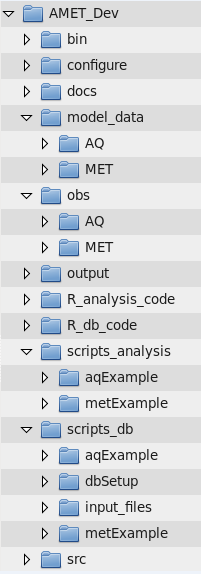 AMET_Dev
bin
configure
docs
model_data
AQ
MET
obs
AQ
MET
output
R_analysis_code
R_db_code
scripts_analysis
aqExample
metExample
scripts_db
aqExample
dbSetup
input_files
metExample
src